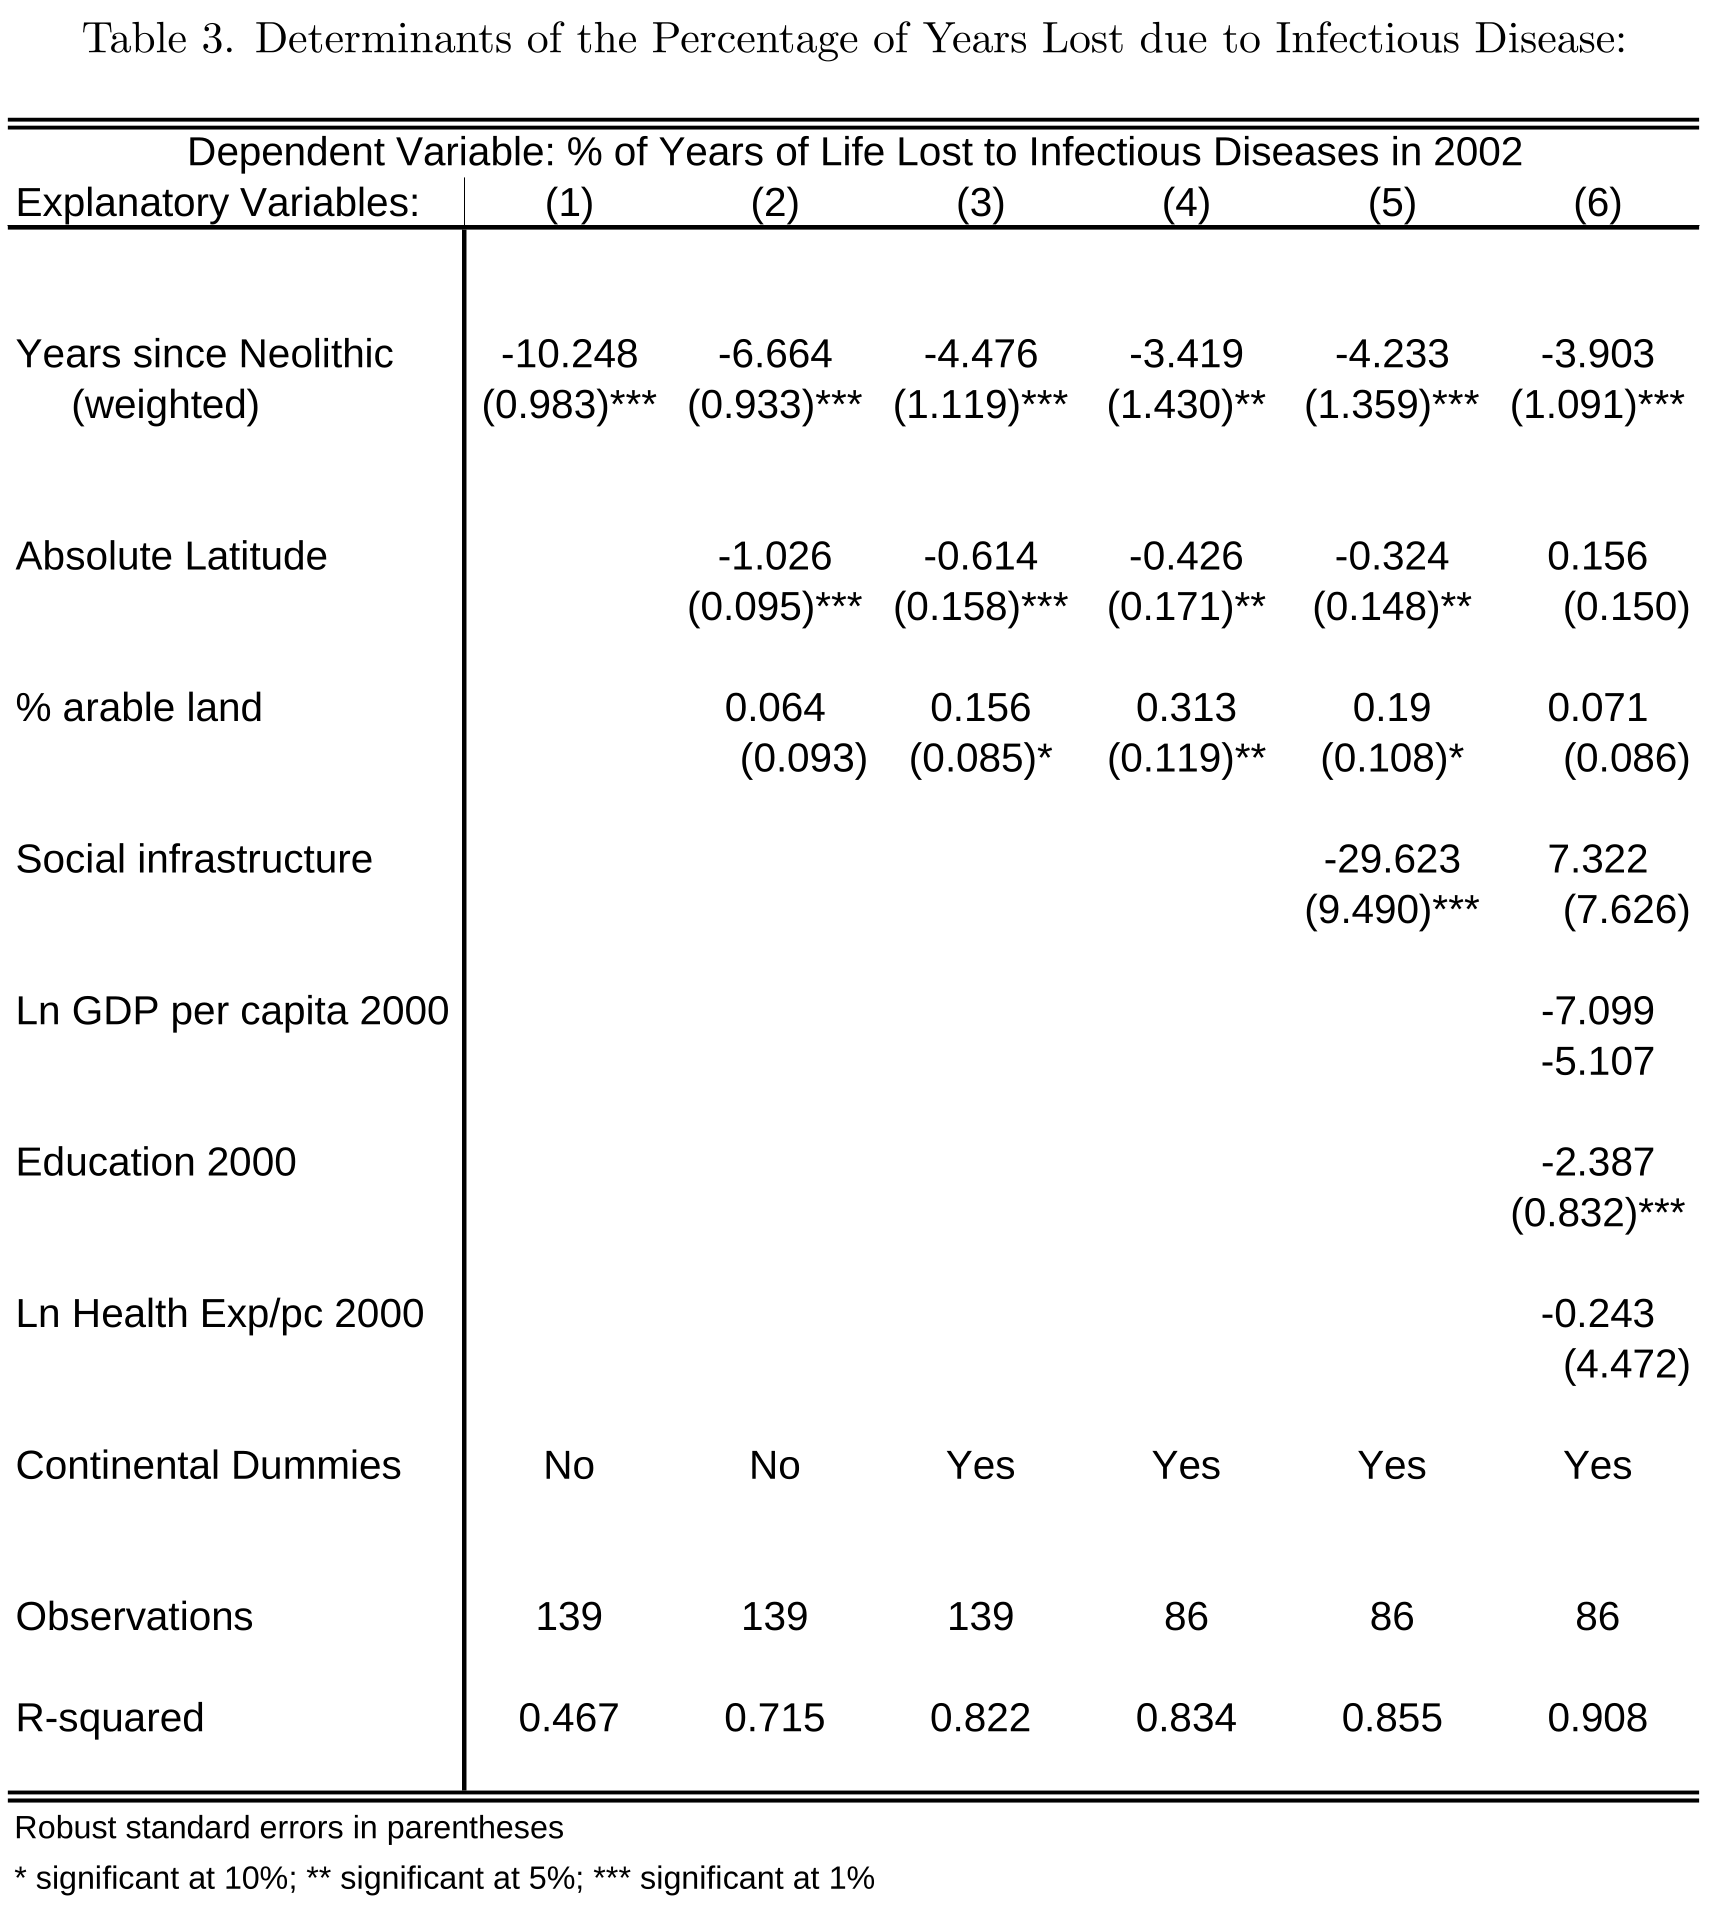 Table 3. Determinants of the Percentage of Years Lost due to Infectious Disease:
Dependent Variable: % of Years of Life Lost to Infectious Diseases in 2002
Explanatory Variables: (1) (2) (3) (4) (5) (6)
Years since Neolithic -10.248 -6.664 -4.476 -3.419 -4.233 -3.903
(weighted) (0.983)*** (0.933)*** (1.119)*** (1.430)** (1.359)*** (1.091)***
Absolute Latitude -1.026 -0.614 -0.426 -0.324 0.156
(0.095)*** (0.158)*** (0.171)** (0.148)** (0.150)
% arable land 0.064 0.156 0.313 0.19 0.071
(0.093) (0.085)* (0.119)** (0.108)* (0.086)
Social infrastructure -29.623 7.322
(9.490)*** (7.626)
Ln GDP per capita 2000 -7.099
-5.107
Education 2000 -2.387
(0.832)***
Ln Health Exp/pc 2000 -0.243
(4.472)
Continental Dummies No No Yes Yes Yes Yes
Observations 139 139 139 86 86 86
R-squared 0.467 0.715 0.822 0.834 0.855 0.908
Robust standard errors in parentheses
* significant at 10%; ** significant at 5%; *** significant at 1%